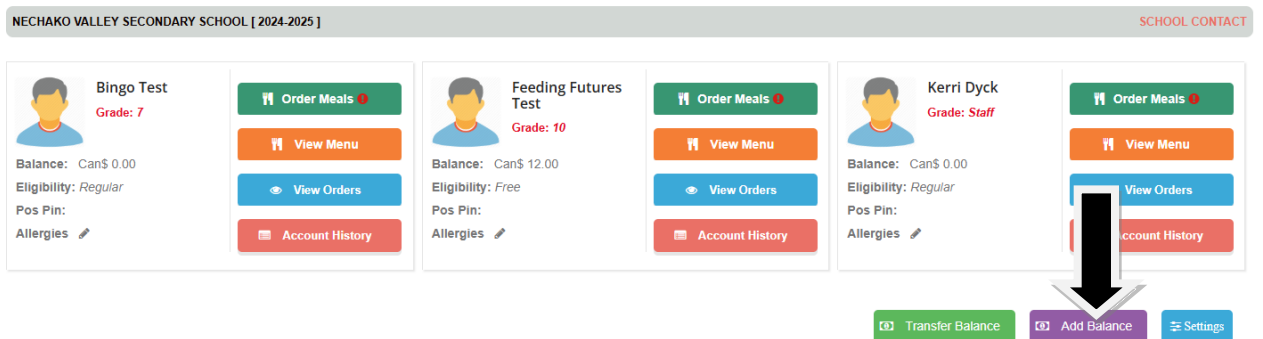 NECHAKO VALLEY SECONDARY SCHOOL [ 2024-2025 ]
SCHOOL CONTACT
Bingo Test
Grade: 7
Balance: Can$ 0.00
Eligibility: Regular
Pos Pin:
Allergies
Order Meals
View Menu
View Orders
Account History
Feeding Futures
Test
Grade: 10
Balance: Can$ 12.00
Eligibility: Free
Pos Pin:
Allergies
Order Meals
View Menu
View Orders
Account History
Kerri Dyck
Grade: Staff
Balance: Can$ 0.00
Eligibility: Regular
Pos Pin:
Allergies
Order Meals
View Menu
View Orders
Account History
Transfer Balance
Add Balance
Settings